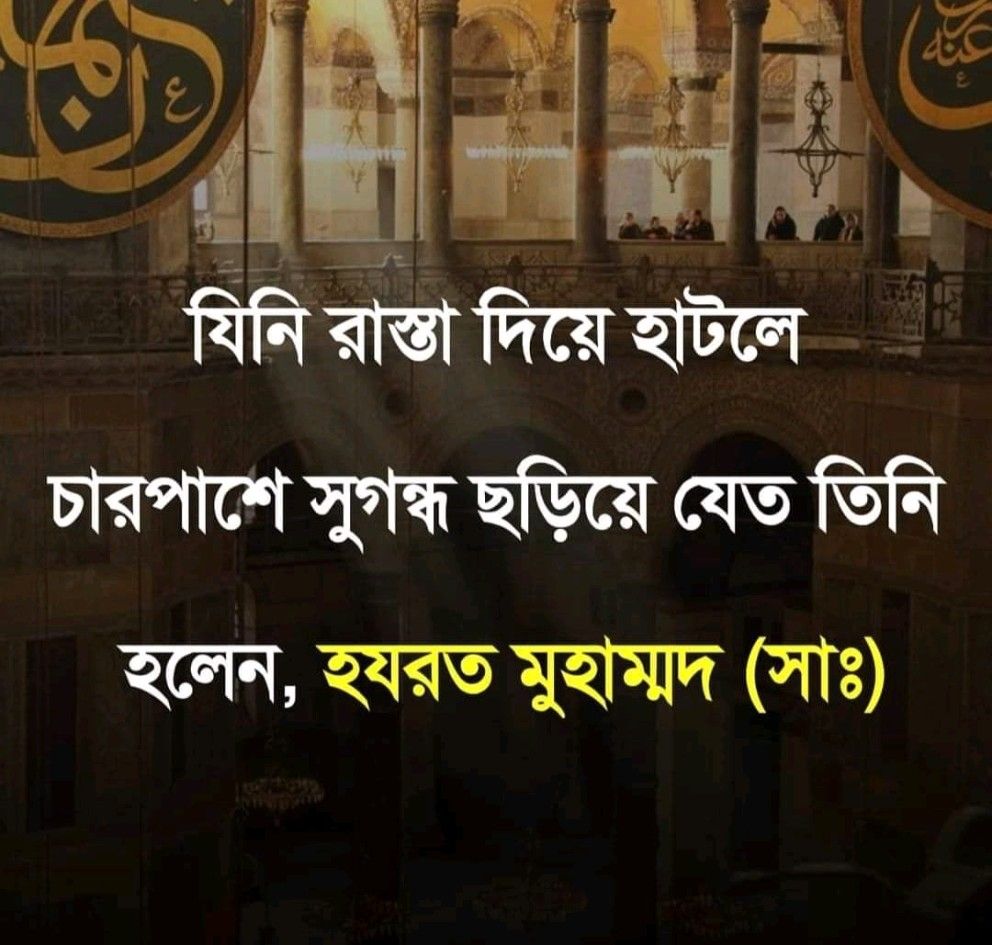 যিনি রাস্তা দিয়ে হাটলে
চারপাশে সুগন্ধ ছড়িয়ে যেত তিনি
হলেন, হযরত মুহাম্মদ (সাঃ)